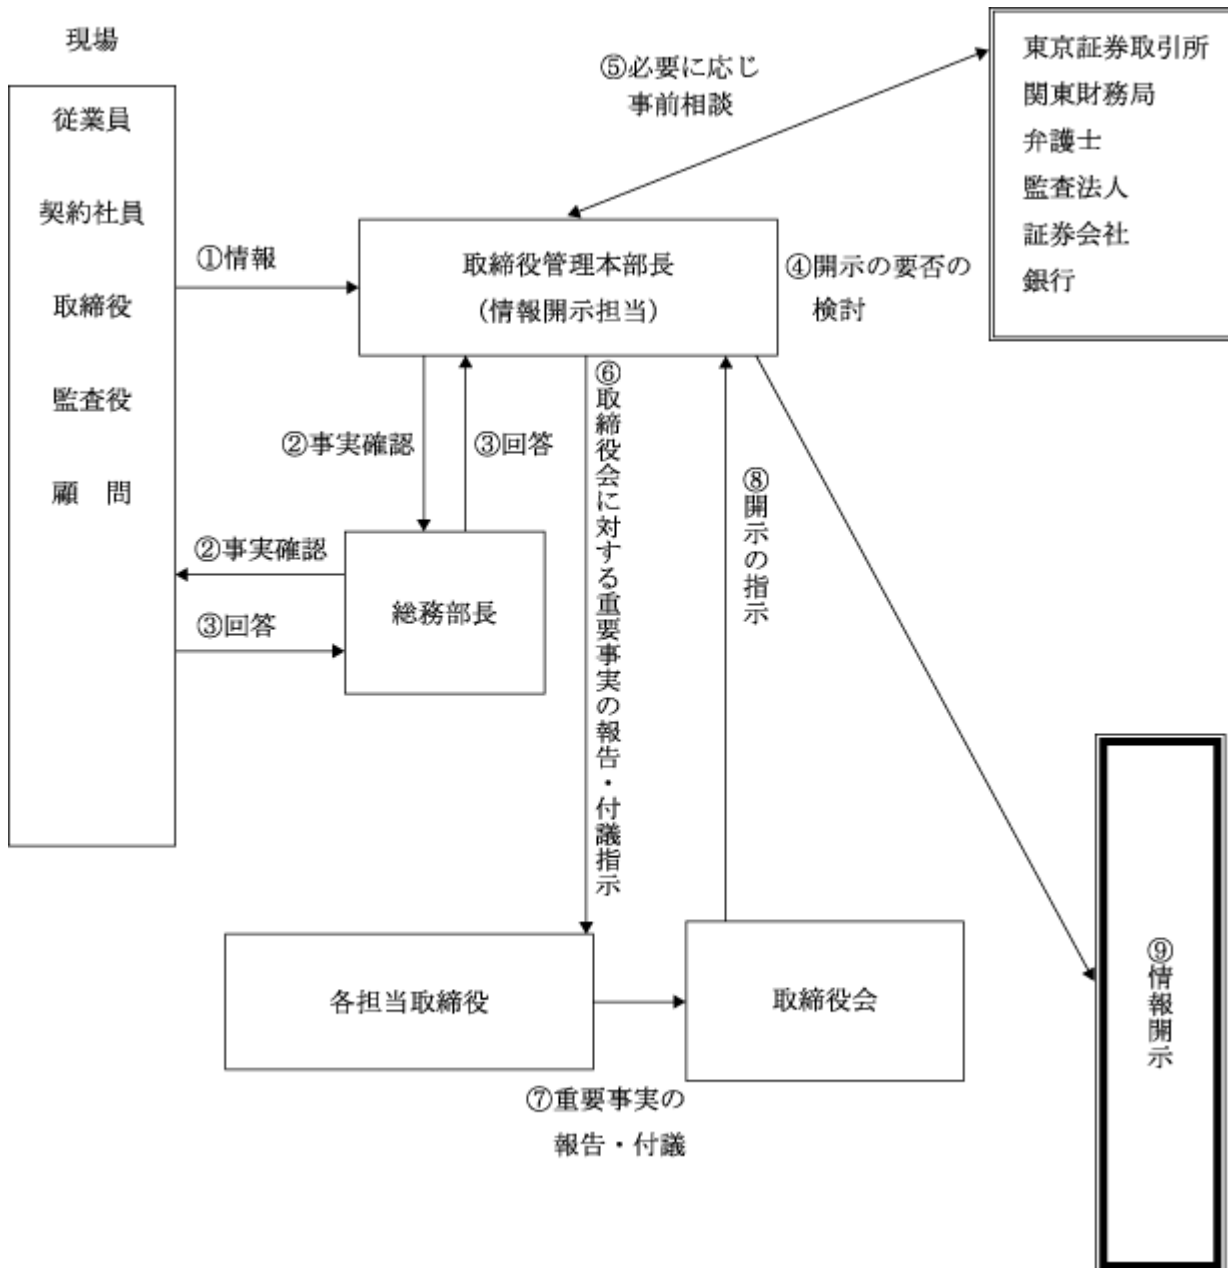 現場
従業員
契約社員
取締役
監査役
顧　問
①情報
⑤必要に応じ
事前相談
東京証券取引所
関東財務局
弁護士
監査法人
証券会社
銀行
取締役管理本部長
（情報開示担当）
④開示の要否の
検討
②事実確認
③回答
②事実確認
③回答
総務部長
⑥取締役会に対する重要事実の報告・付議指示
⑧開示の指示
各担当取締役
取締役会
⑦重要事実の
報告・付議
⑨情報開示